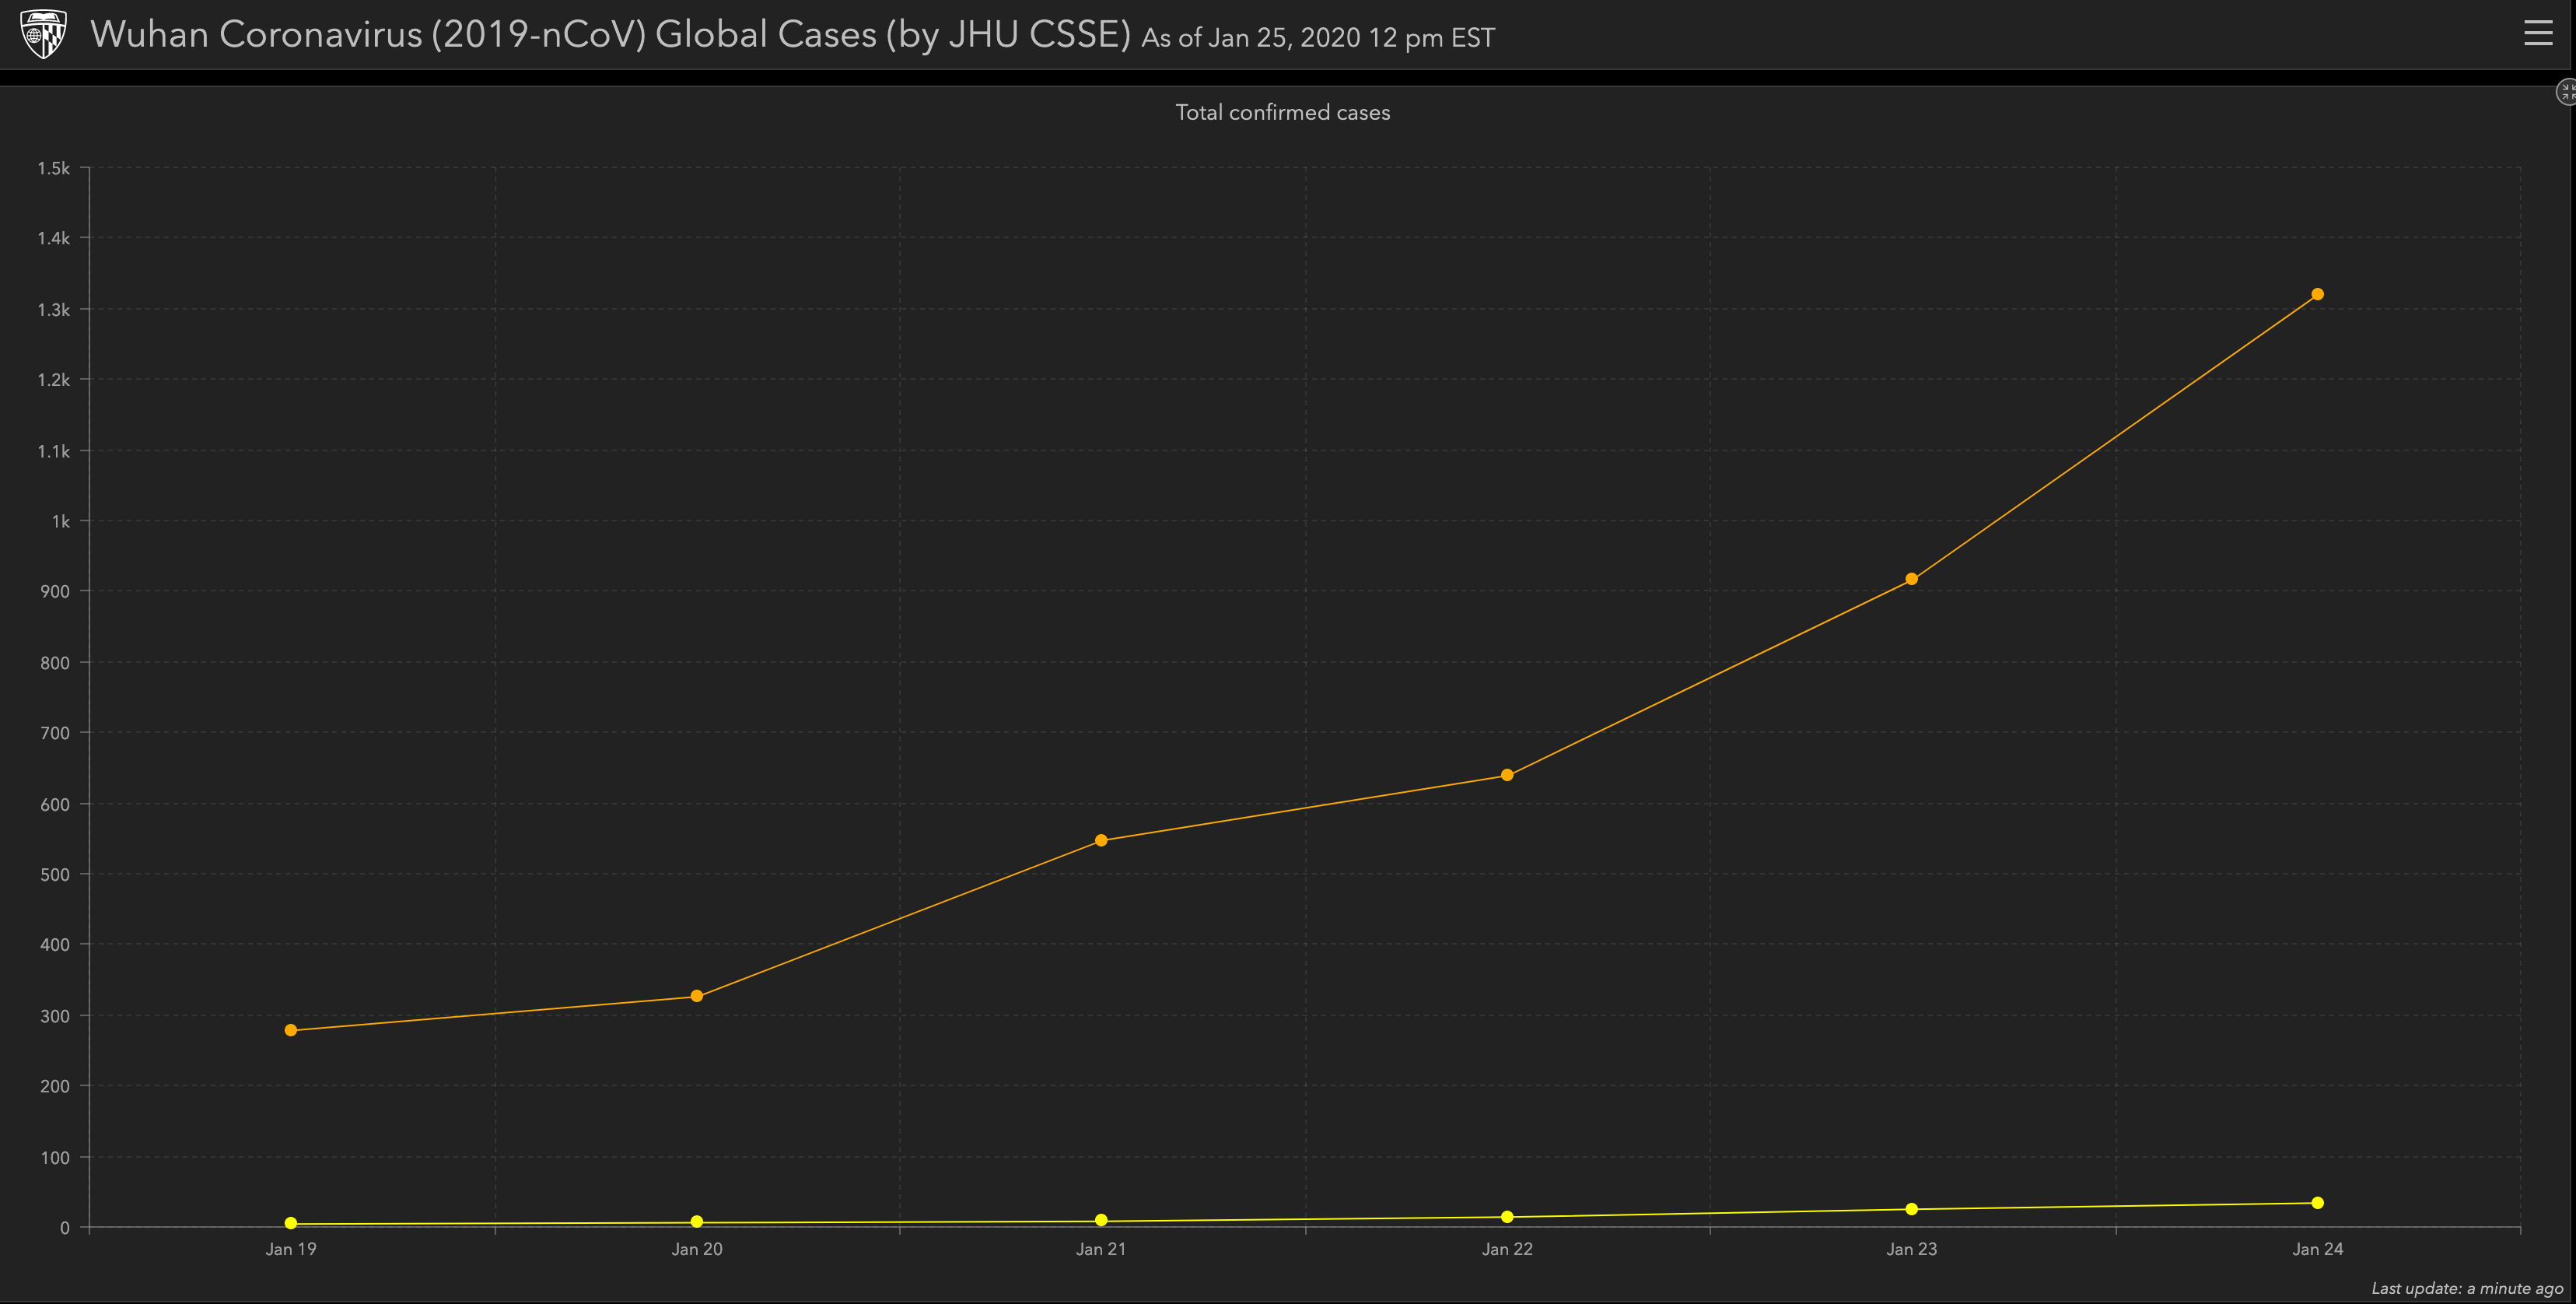 Wuhan Coronavirus (2019-nCoV) Global Cases (by JHU CSSE) As of Jan 25, 2020 12 pm EST
Total confirmed cases
1.5k
1.4k
1.3k
1.2k
1.1k
1k
900
800
700
600
500
400
300
200
100
0
Jan 19 Jan 20 Jan 21 Jan 22 Jan 23 Jan 24
Last update: a minute ago